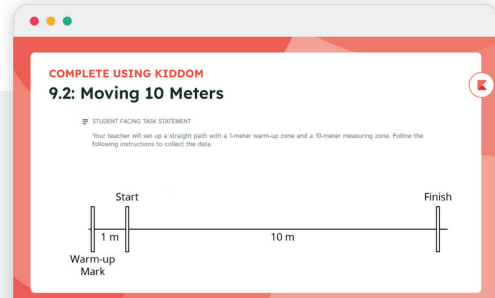 COMPLETE USING KIDDOM
9.2: Moving 10 Meters
STUDENT FACING TASK STATEMENT
Your teacher will set up a straight path with a 1-meter warm-up zone and a 10-meter measuring zone. Follow the
following instructions to collect the data.
Start
Finish
1 m
10 m
Warm-up
Mark